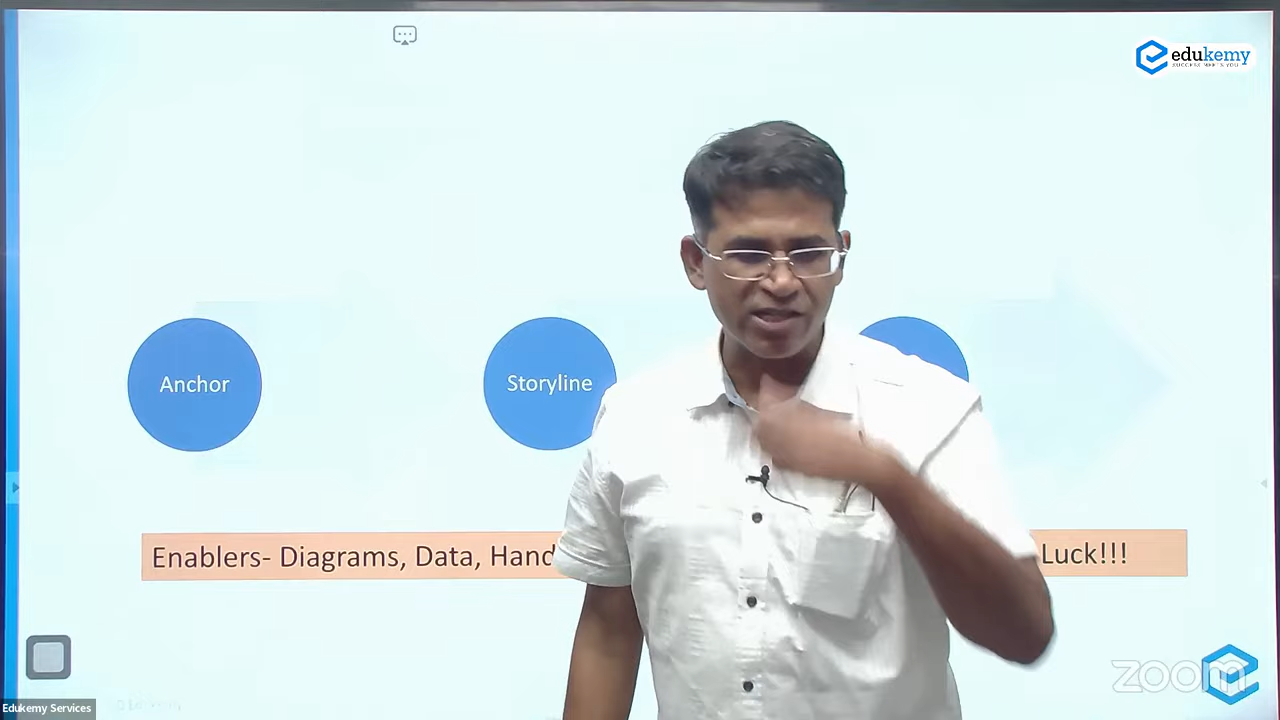 edukemy
Anchor
Storyline
Enablers- Diagrams, Data, Hand
Luck!!!
zoom
Edukemy Services